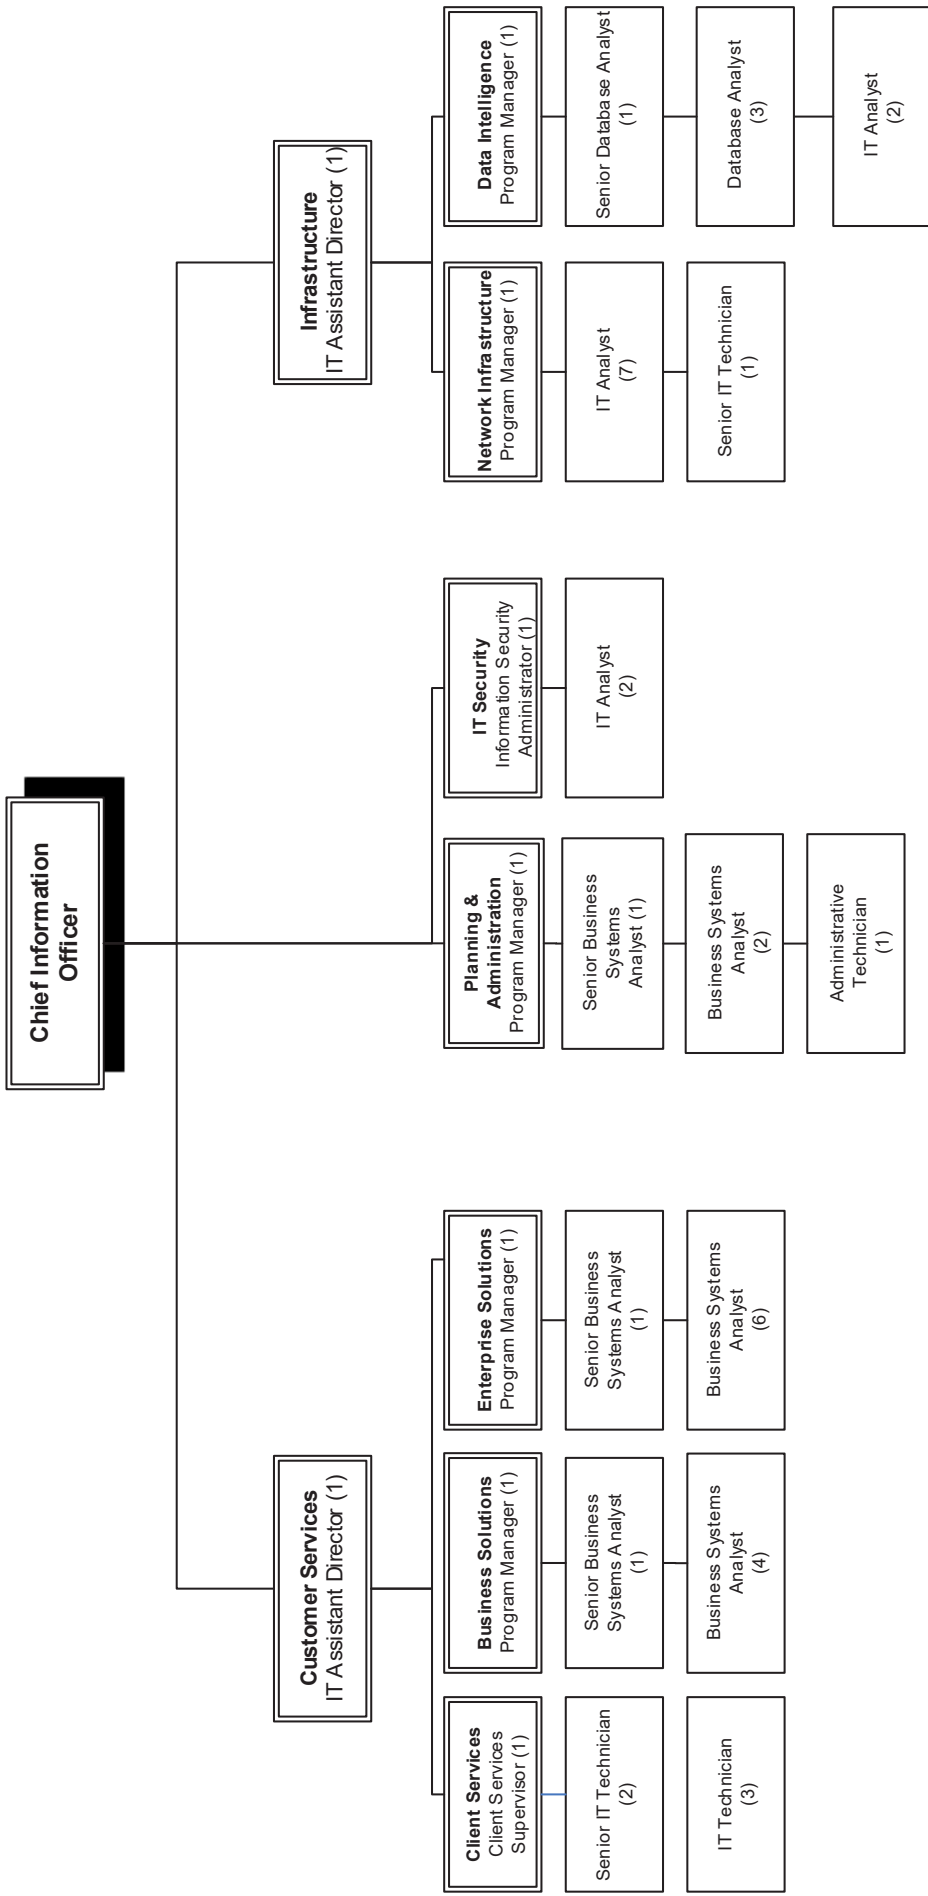 Chief Information
Officer
Customer Services
IT Assistant Director (1)
Infrastructure
IT Assistant Director (1)
Client Services
Client Services
Supervisor (1)
Senior IT Technician
(2)
IT Technician
(3)
Business Solutions
Program Manager (1)
Senior Business
Systems Analyst
(1)
Business Systems
Analyst
(4)
Enterprise Solutions
Program Manager (1)
Senior Business
Systems Analyst
(1)
Business Systems
Analyst
(6)
Planning &
Administration
Program Manager (1)
Senior Business
Systems
Analyst (1)
Business Systems
Analyst
(2)
Administrative
Technician
(1)
IT Security
Information Security
Administrator (1)
IT Analyst
(2)
Network Infrastructure
Program Manager (1)
IT Analyst
(7)
Senior IT Technician
(1)
Data Intelligence
Program Manager (1)
Senior Database Analyst
(1)
Database Analyst
(3)
IT Analyst
(2)